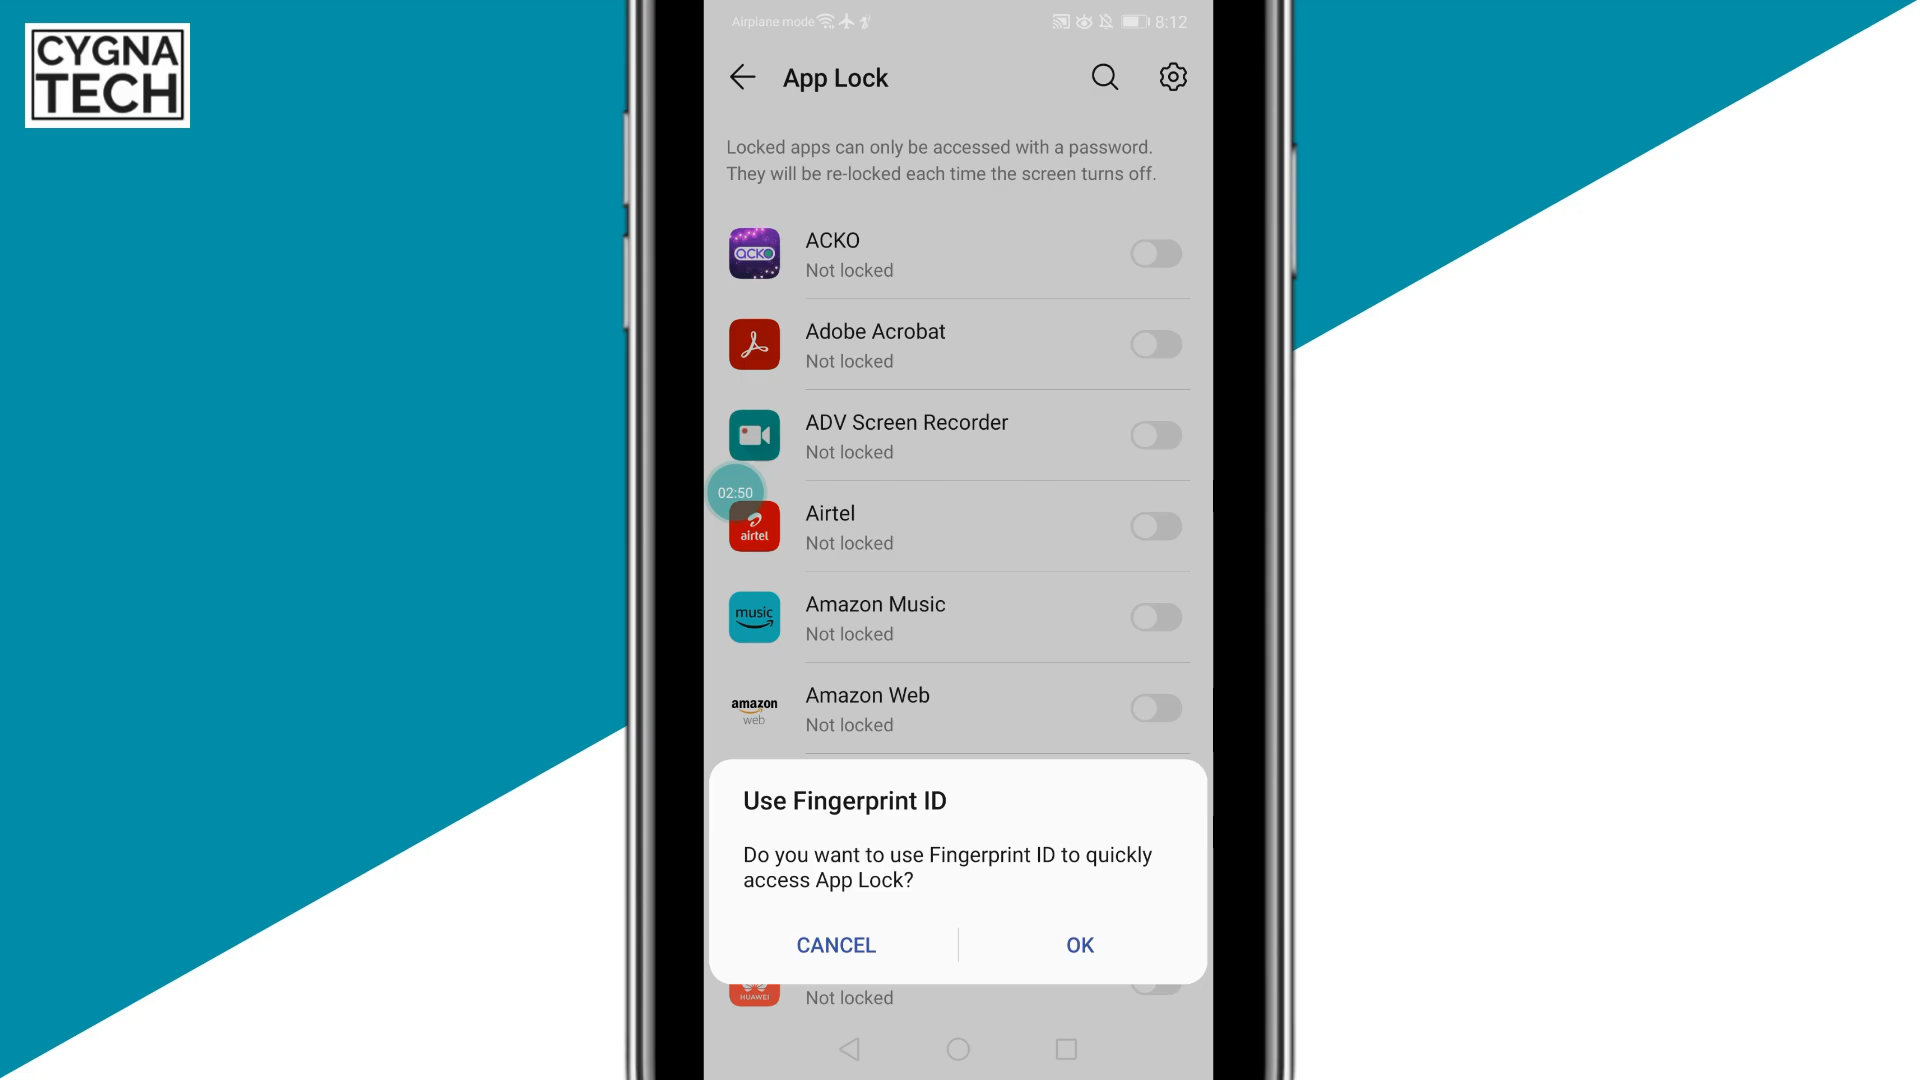 CYGNA
TECH
Airplane mode
8:12
App Lock
Locked apps can only be accessed with a password.
They will be re-locked each time the screen turns off.
acko
ACKO
Not locked
Adobe Acrobat
Not locked
ADV Screen Recorder
Not locked
02:50
airtel
Airtel
Not locked
music
Amazon Music
Not locked
amazon
web
Amazon Web
Not locked
Use Fingerprint ID
Do you want to use Fingerprint ID to quickly
access App Lock?
CANCEL
OK
HUAWEI
Not locked